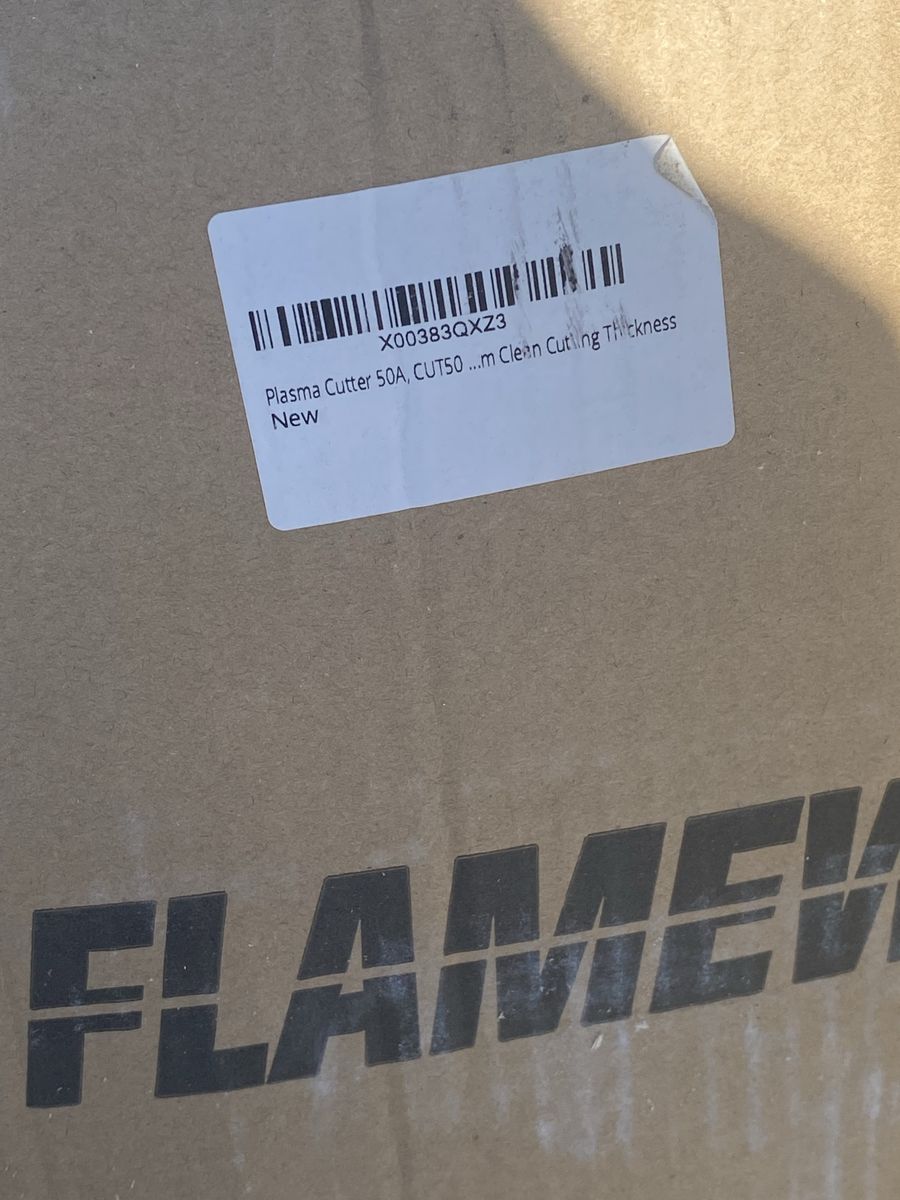 X00383QXZ3
Plasma Cutter 50A, CUT50 ...m Clean Cutting Thickness
New
FLAMEW